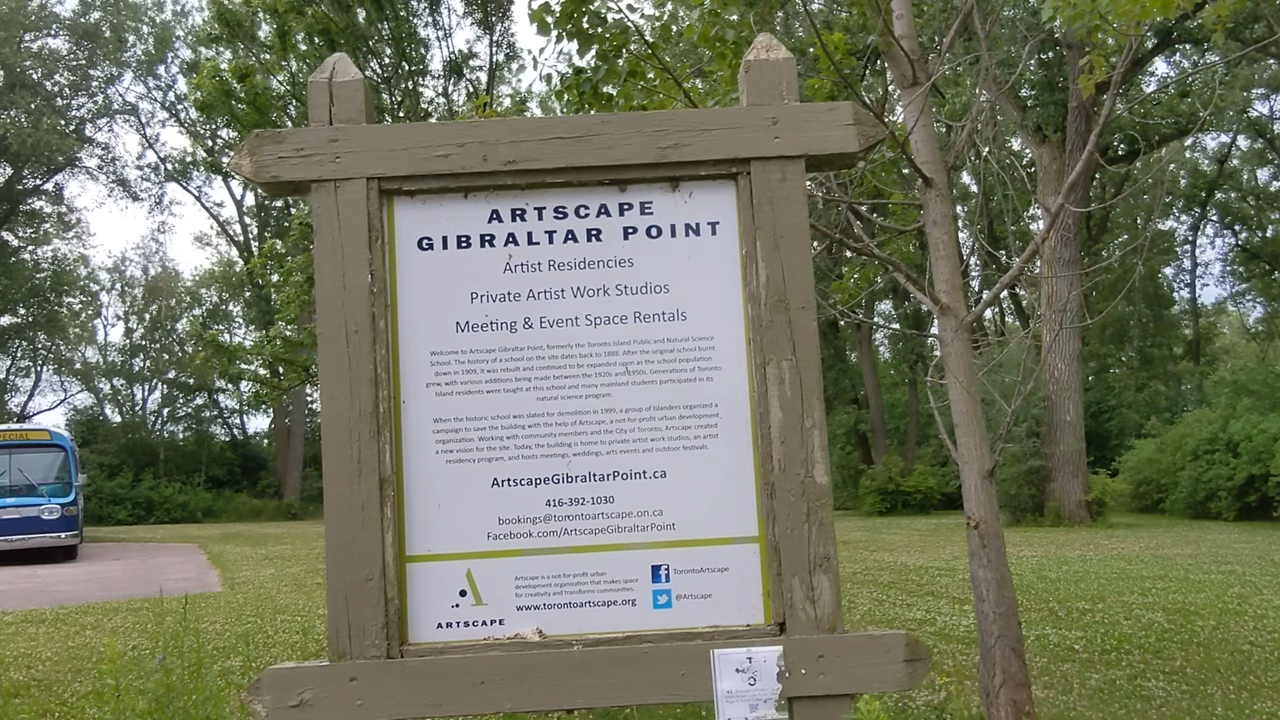 ARTSCAPE
GIBRALTAR POINT
Artist Residencies
Private Artist Work Studios
Meeting & Event Space Rentals
Welcome to Artscape Gibraltar Point, formerly the Toronto Island Public and Natural Science
School. The history of a school on the site dates back to 1888. After the original school burnt
down in 1909, it was rebuilt and continued to be expanded upon as the school population
grew, with various additions being made between the 1920s and 1950s. Generations of Toronto
Island residents were taught at this school and many mainland students participated in its
natural science program.
When the historic school was slated for demolition in 1999, a group of Islanders organized a
campaign to save the building with the help of Artscape, a not-for-profit urban development,
organization. Working with community members and the City of Toronto, Artscape created
a new vision for the site. Today, the building is home to private artist work studios, an artist
residency program, and hosts meetings, weddings, arts events and outdoor festivals.
ArtscapeGibraltarPoint.ca
416-392-1030
bookings@torontoartscape.on.ca
Facebook.com/ArtscapeGibraltarPoint
ARTSCAPE
Artscape is a not-for-profit urban
development organization that makes space
for creativity and transforms communities.
www.torontoartscape.org
f TorontoArtscape
@Artscape
PECIAL